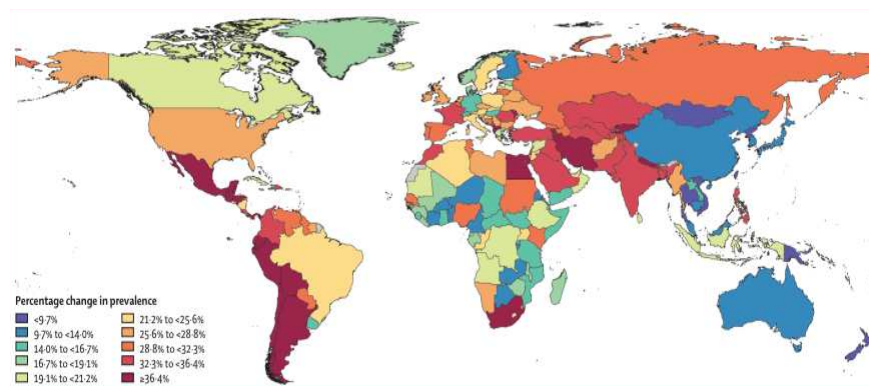 Percentage change in prevalence
<9·7%
9·7% to <14·0%
14·0% to <16·7%
16·7% to <19·1%
19·1% to <21·2%
21·2% to <25·6%
25·6% to <28·8%
28·8% to <32·3%
32·3% to <36·4%
≥36·4%